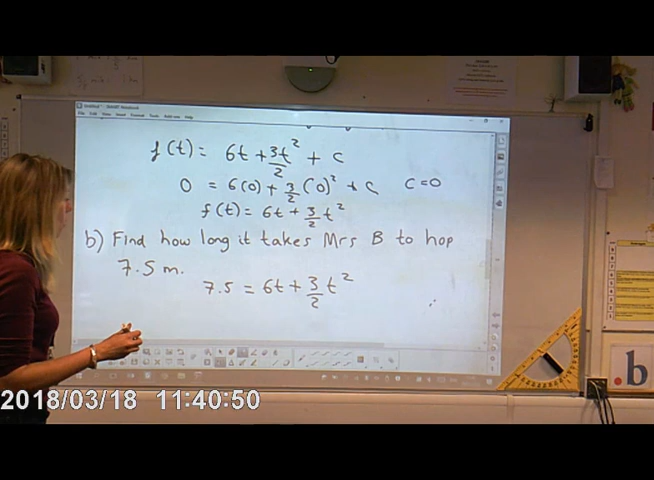 f(t) = 6t + 3t²/2 + c
0 = 6(0) + 3/2 (0)² + c   c=0
f(t) = 6t + 3/2 t²
b) Find how long it takes Mrs B to hop
7.5 m.
7.5 = 6t + 3/2 t²
.b
2018/03/18 11:40:50